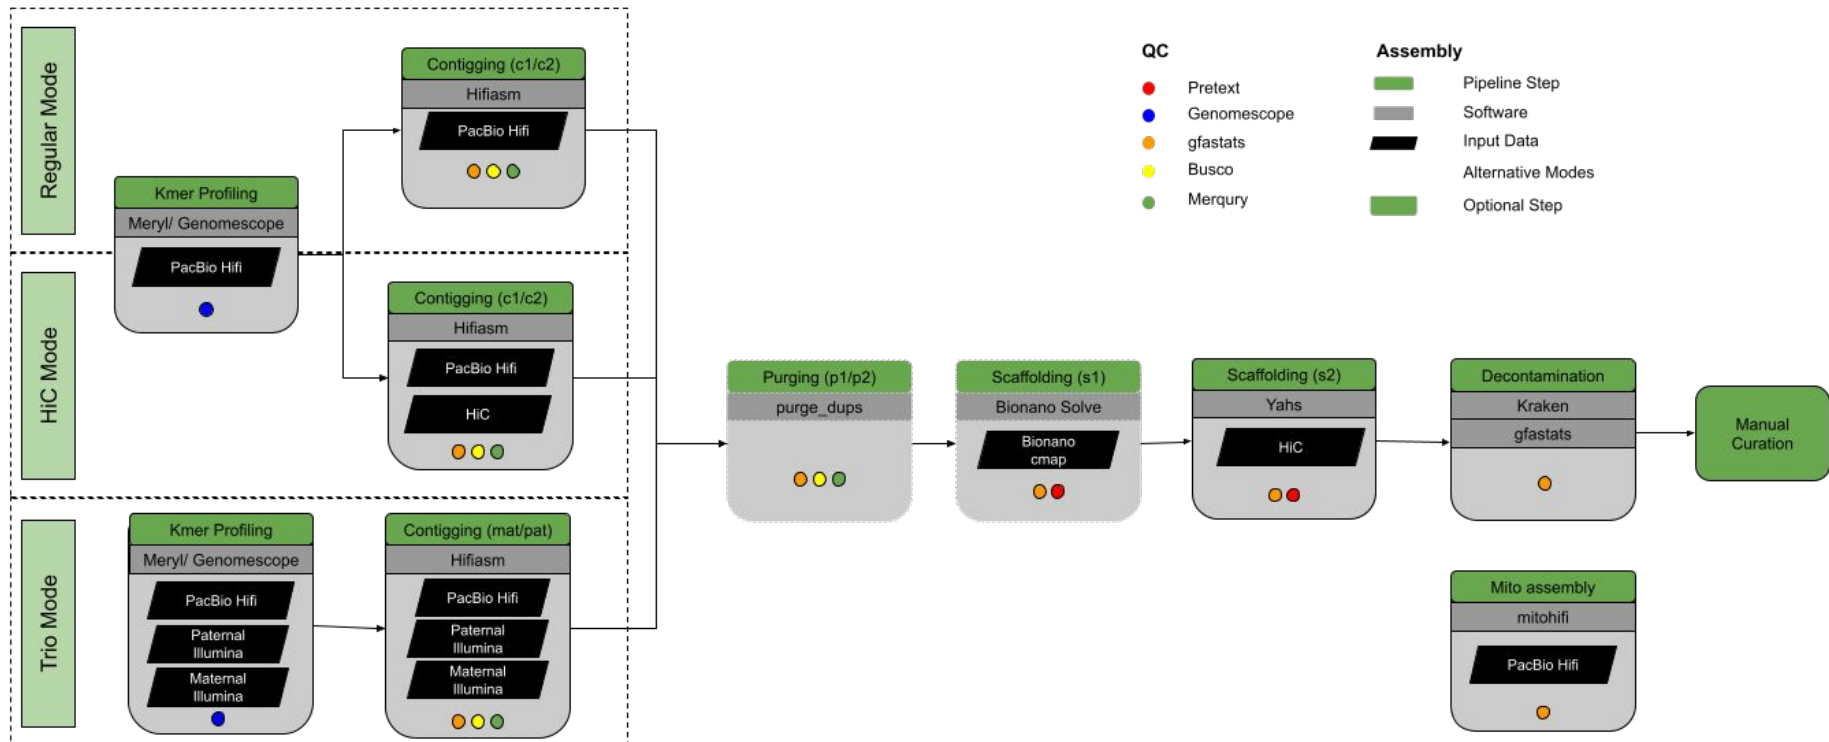 Regular Mode
Kmer Profiling
Meryl/ Genomescope
PacBio Hifi
Contigging (c1/c2)
Hifiasm
PacBio Hifi
HiC Mode
Contigging (c1/c2)
Hifiasm
PacBio Hifi
HiC
Trio Mode
Kmer Profiling
Meryl/ Genomescope
PacBio Hifi
Paternal
Illumina
Maternal
Illumina
Contigging (mat/pat)
Hifiasm
PacBio Hifi
Paternal
Illumina
Maternal
Illumina
Purging (p1/p2)
purge_dups
Scaffolding (s1)
Bionano Solve
Bionano
cmap
Scaffolding (s2)
Yahs
HiC
Decontamination
Kraken
gfastats
Manual
Curation
Mito assembly
mitohifi
PacBio Hifi
QC
Pretext
Genomescope
gfastats
Busco
Merqury
Assembly
Pipeline Step
Software
Input Data
Alternative Modes
Optional Step